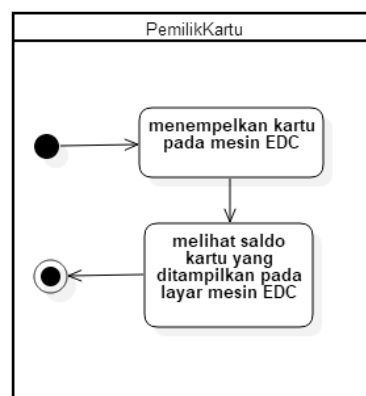 PemilikKartu
menempelkan kartu
pada mesin EDC
melihat saldo
kartu yang
ditampilkan pada
layar mesin EDC